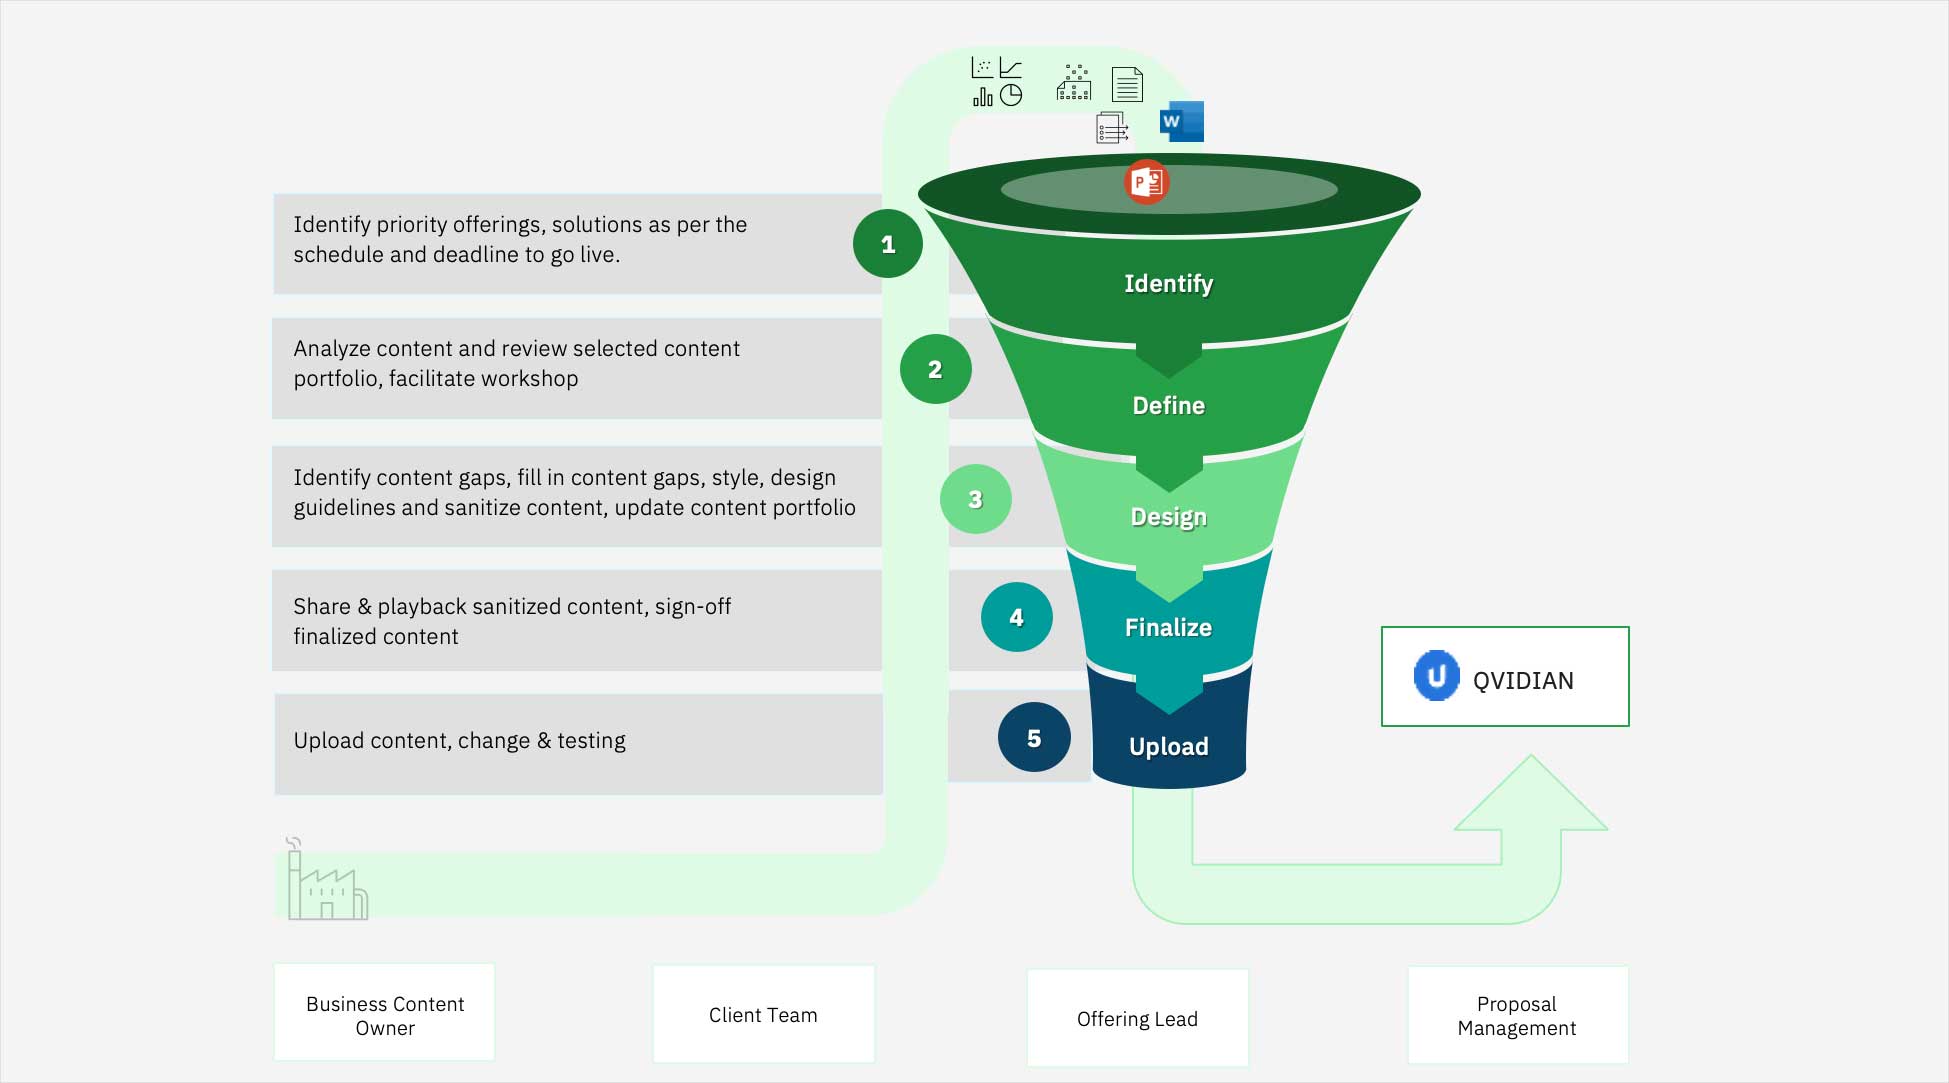 W
P
Identify priority offerings, solutions as per the
schedule and deadline to go live.
1
Identify
Analyze content and review selected content
portfolio, facilitate workshop
2
Define
Identify content gaps, fill in content gaps, style, design
guidelines and sanitize content, update content portfolio
3
Design
Share & playback sanitized content, sign-off
finalized content
4
Finalize
Upload content, change & testing
5
Upload
U
QVIDIAN
Business Content
Owner
Client Team
Offering Lead
Proposal
Management